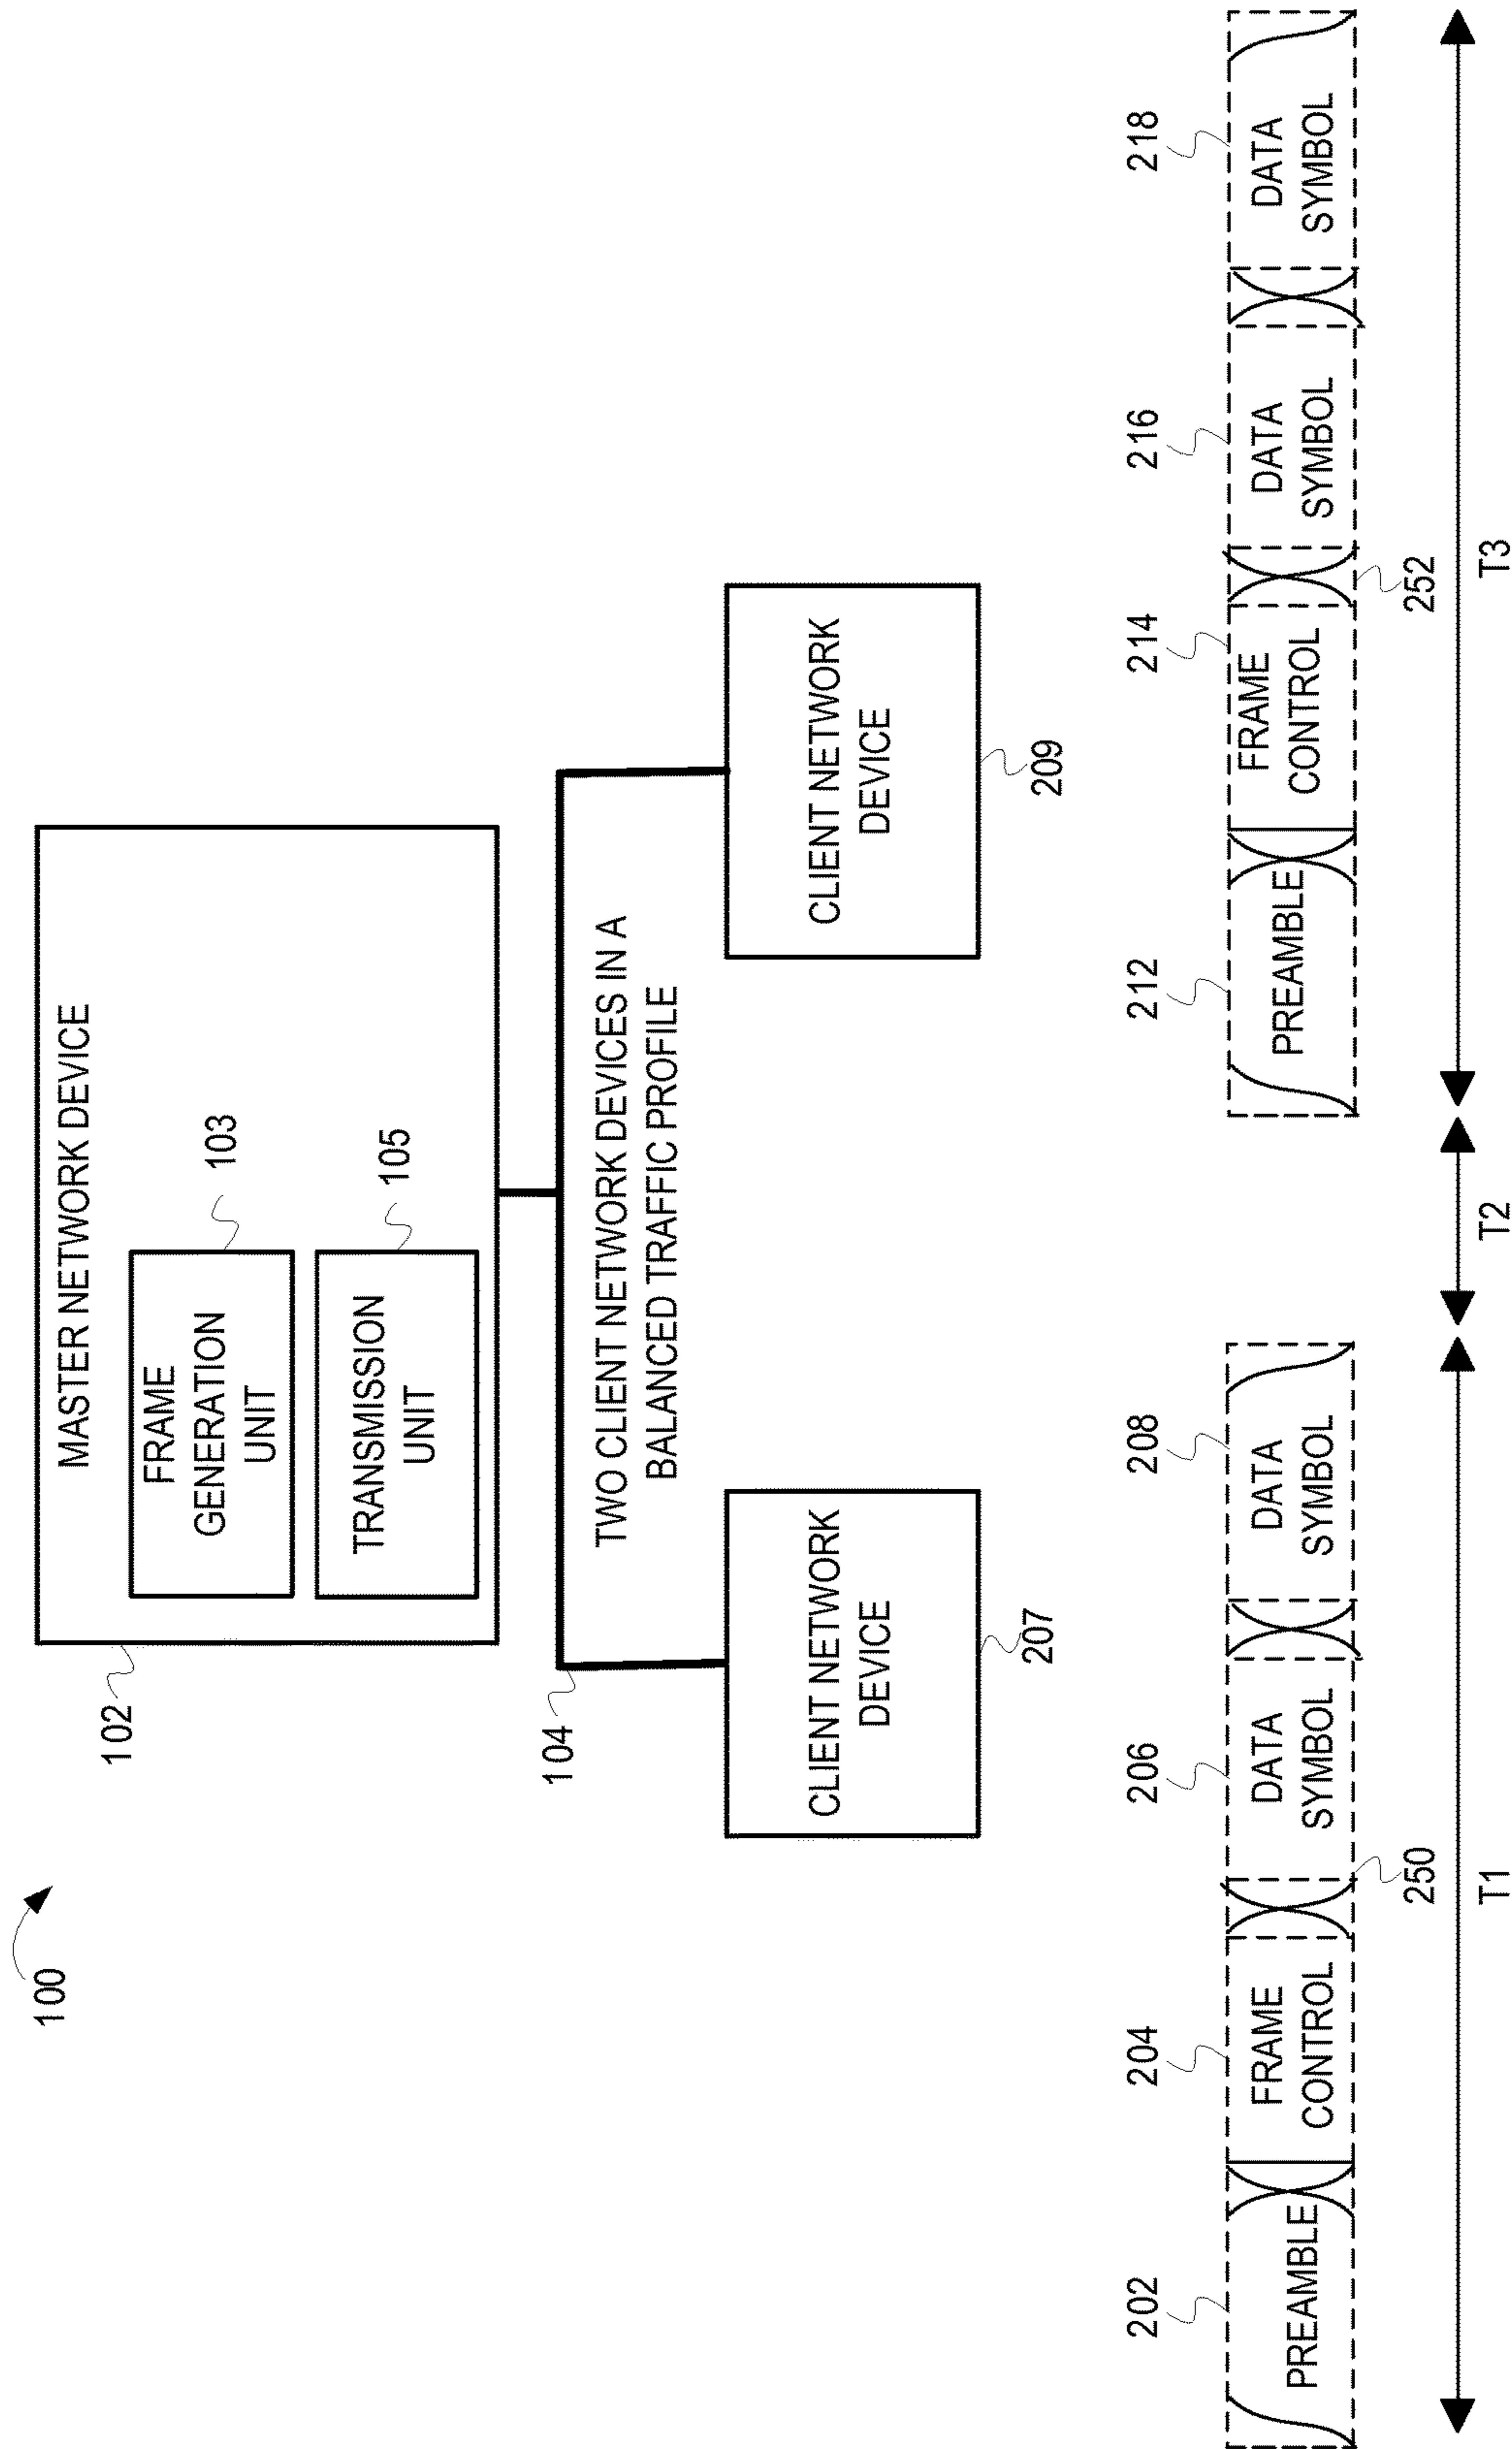 100
102
MASTER NETWORK DEVICE
FRAME
GENERATION
UNIT
103
TRANSMISSION
UNIT
105
104
TWO CLIENT NETWORK DEVICES IN A
BALANCED TRAFFIC PROFILE
CLIENT NETWORK
DEVICE
207
CLIENT NETWORK
DEVICE
209
202
204
206
208
212
214
216
218
PREAMBLE
FRAME
CONTROL
DATA
SYMBOL
DATA
SYMBOL
PREAMBLE
FRAME
CONTROL
DATA
SYMBOL
DATA
SYMBOL
250
252
T1
T2
T3